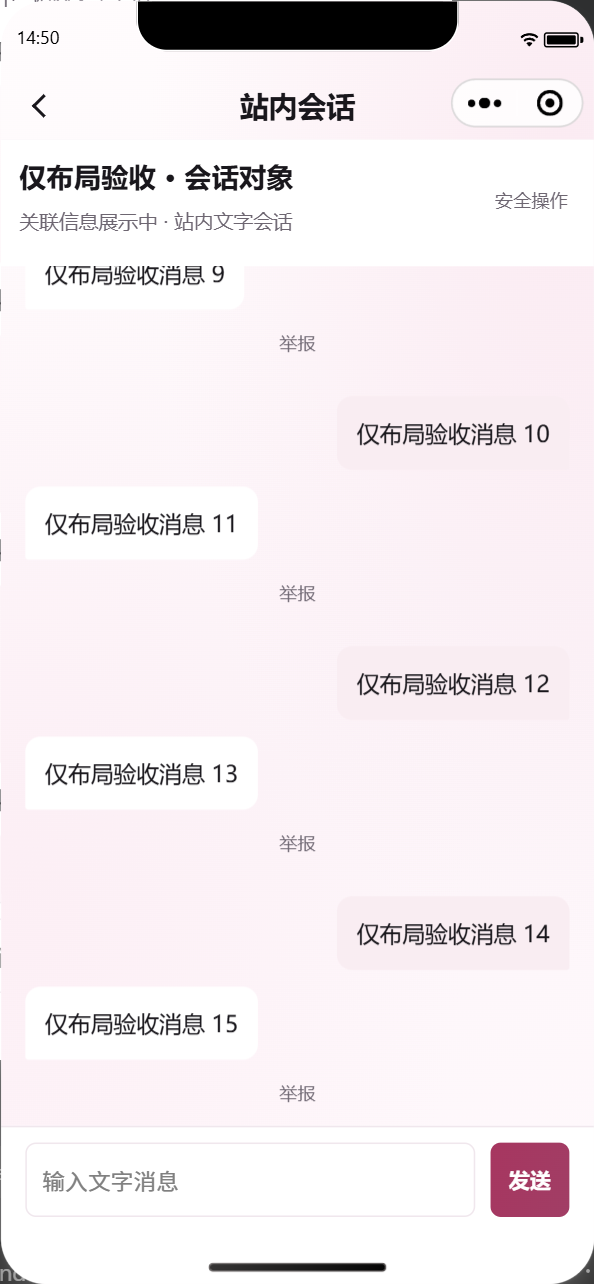 14:50
站内会话
仅布局验收·会话对象
安全操作
关联信息展示中·站内文字会话
仅布局验收消息 9
举报
仅布局验收消息 10
仅布局验收消息 11
举报
仅布局验收消息 12
仅布局验收消息 13
举报
仅布局验收消息 14
仅布局验收消息 15
举报
输入文字消息
发送